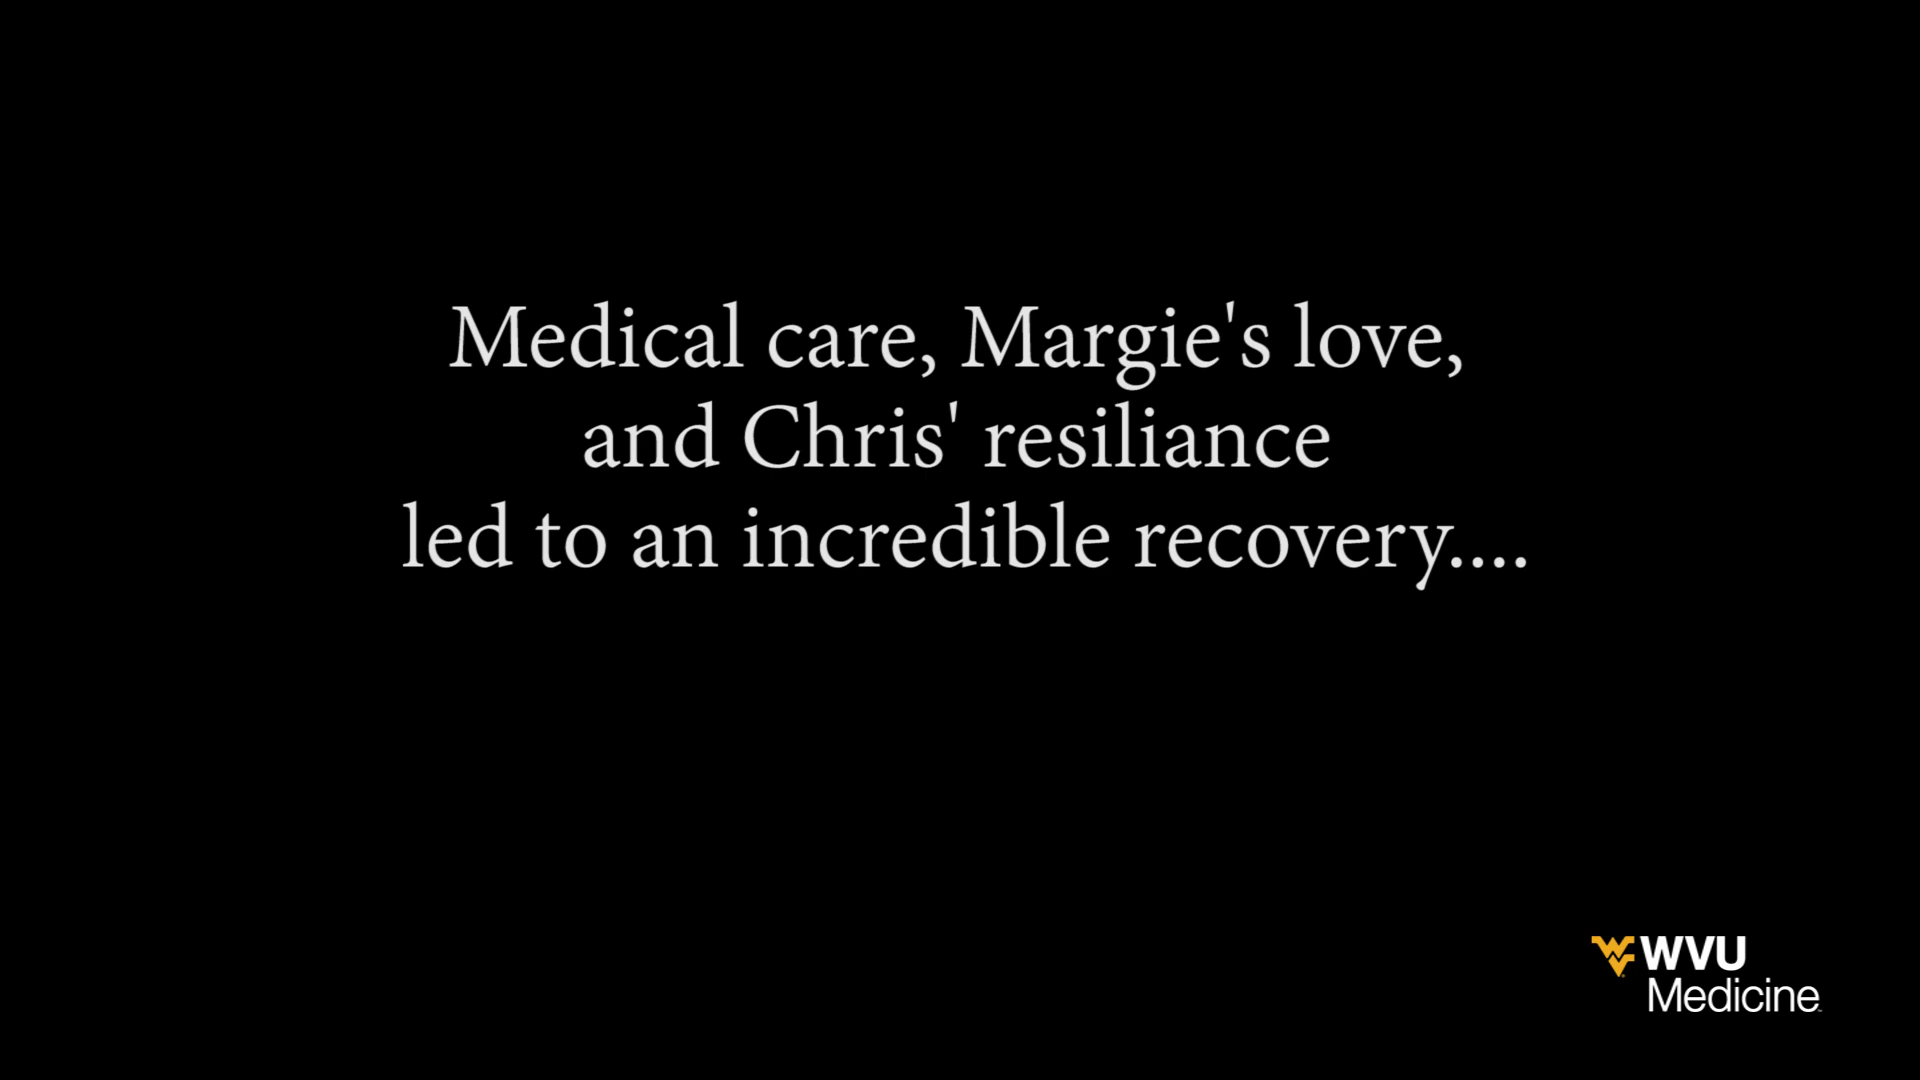 Medical care, Margie's love,
and Chris' resiliance
led to an incredible recovery....
WVU
Medicine